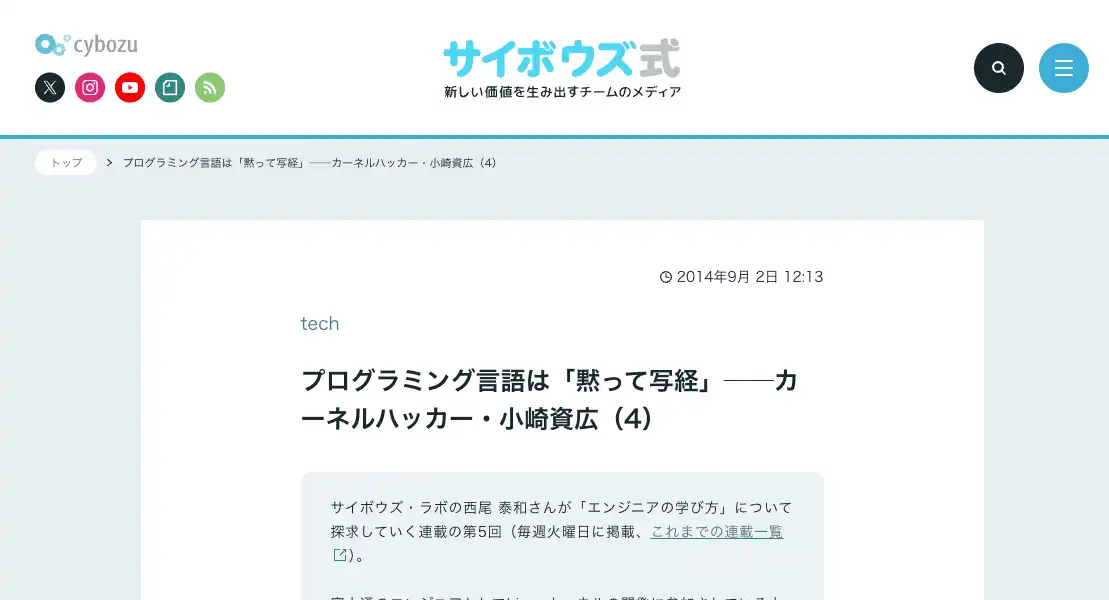 cybozu
サイボウズ式
新しい価値を生み出すチームのメディア
トップ
プログラミング言語は「黙って写経」──カーネルハッカー・小崎資広（4）
2014年9月 2日 12:13
tech
プログラミング言語は「黙って写経」──カ
ーネルハッカー・小崎資広（4）
サイボウズ・ラボの西尾 泰和さんが「エンジニアの学び方」について
探求していく連載の第5回（毎週火曜日に掲載、これまでの連載一覧
）。